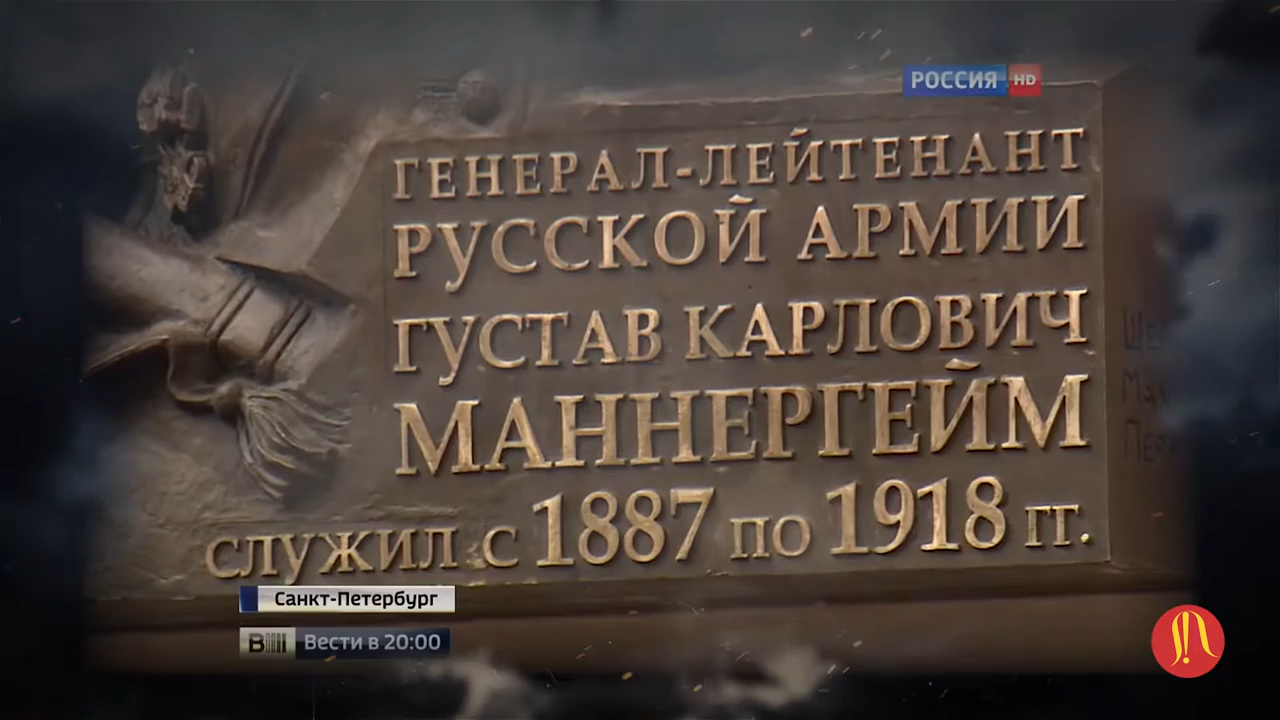 РОССИЯ HD
ГЕНЕРАЛ-ЛЕЙТЕНАНТ
РУССКОЙ АРМИИ
ГУСТАВ КАРЛОВИЧ
МАННЕРГЕЙМ
СЛУЖИЛ С 1887 ПО 1918 ГГ.
Санкт-Петербург
Вести в 20:00